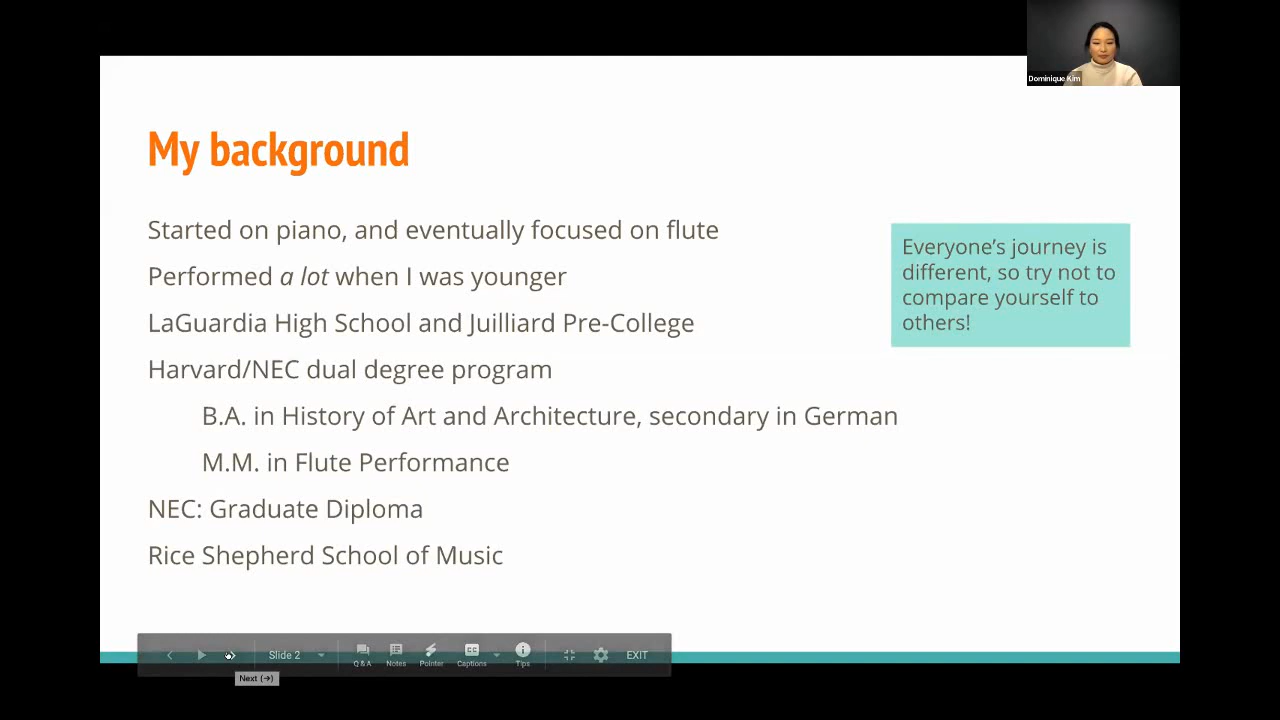 Dominique Kim
My background
Started on piano, and eventually focused on flute
Performed a lot when I was younger
LaGuardia High School and Juilliard Pre-College
Harvard/NEC dual degree program
B.A. in History of Art and Architecture, secondary in German
M.M. in Flute Performance
NEC: Graduate Diploma
Rice Shepherd School of Music
Everyone’s journey is
different, so try not to
compare yourself to
others!
Slide 2
Q & A
Notes
Pointer
CC
Captions
Tips
EXIT
Next (→)